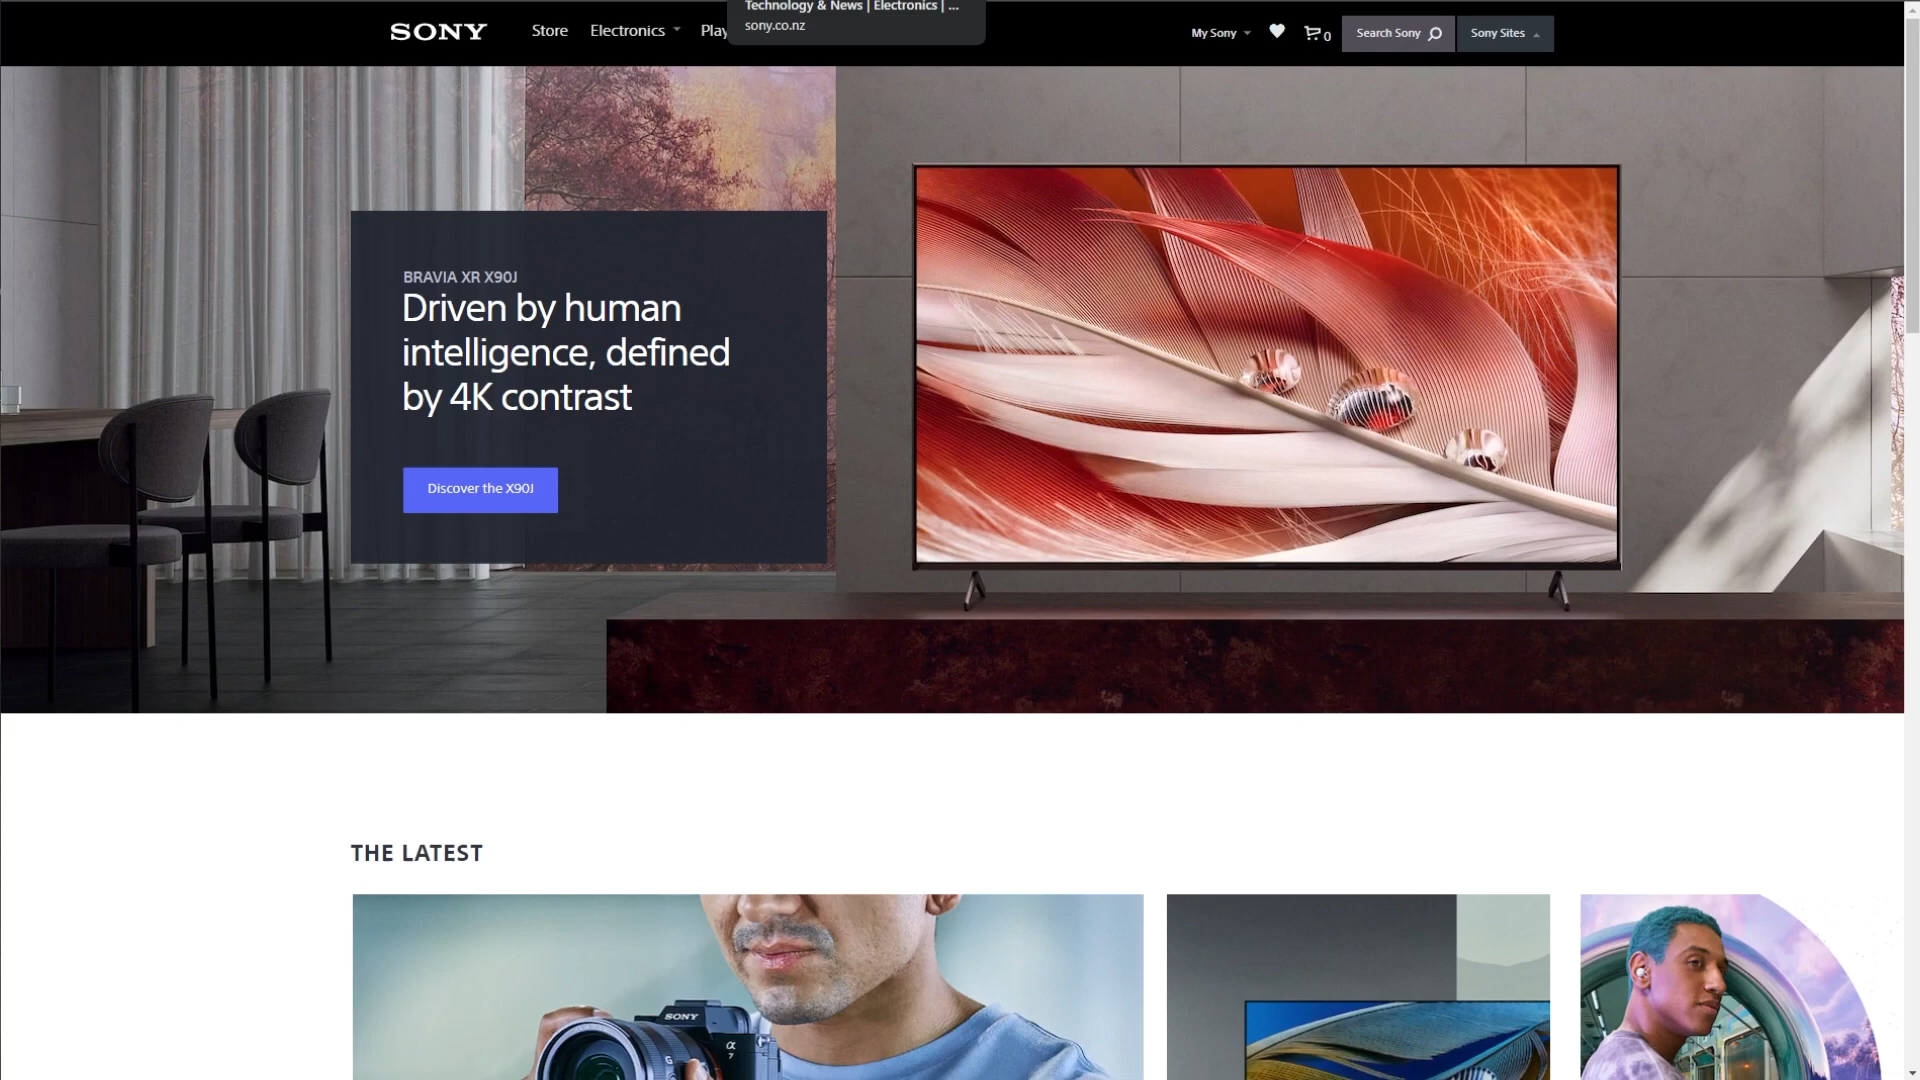 Technology & News | Electronics | ...
sony.co.nz
SONY
Store
Electronics
Play
My Sony
0
Search Sony
Sony Sites
BRAVIA XR X90J
Driven by human
intelligence, defined
by 4K contrast
Discover the X90J
THE LATEST
SONY
α
7
G